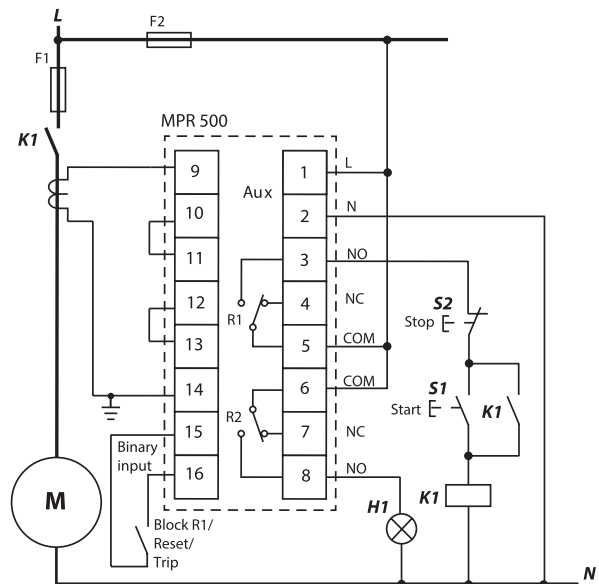 L
F2
F1
K1
MPR 500
9
10
11
12
13
14
15
16
Aux
1
2
3
4
5
6
7
8
L
N
NO
NC
COM
COM
NC
NO
R1
R2
S2
Stop
S1
Start
K1
K1
H1
Binary
input
Block R1/
Reset/
Trip
M
N